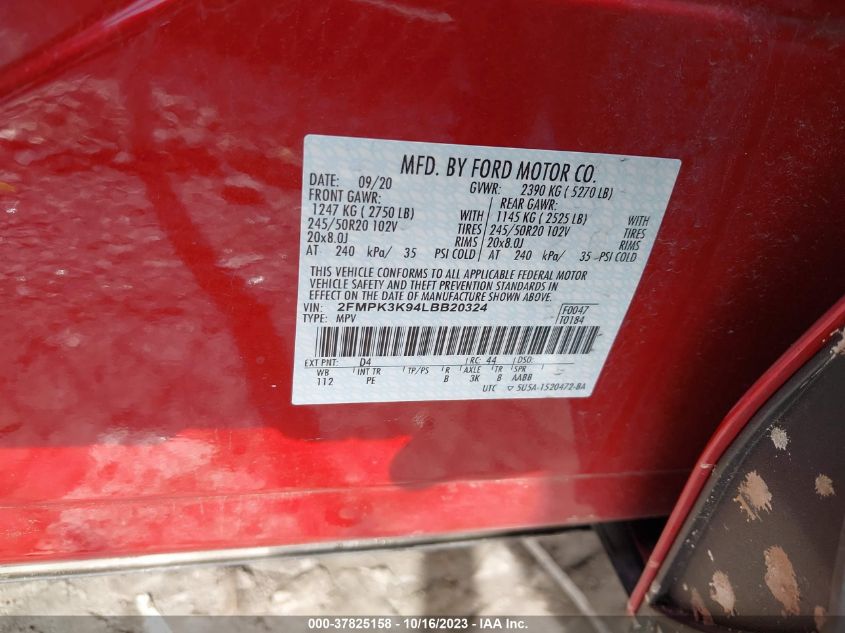 MFD. BY FORD MOTOR CO.
DATE: 09/20 GVWR: 2390 KG ( 5270 LB)
FRONT GAWR: REAR GAWR:
1247 KG ( 2750 LB) WITH 1145 KG ( 2525 LB) WITH
245/50R20 102V TIRES 245/50R20 102V TIRES
20x8.0J RIMS 20x8.0J RIMS
AT 240 kPa/ 35 PSI COLD AT 240 kPa/ 35 PSI COLD
THIS VEHICLE CONFORMS TO ALL APPLICABLE FEDERAL MOTOR
VEHICLE SAFETY AND THEFT PREVENTION STANDARDS IN
EFFECT ON THE DATE OF MANUFACTURE SHOWN ABOVE.
VIN: 2FMPK3K94LBB20324 F0047
TYPE: MPV T0184
EXT PNT: D4 RC: 44 DSO:
WB INT TR TP/PS R AXLE TR SPR
112 PE B 3K B AABB
UTC ▽ 5U5A-1520472-BA
000-37825158 - 10/16/2023 - IAA Inc.